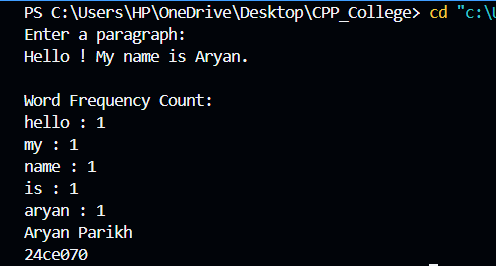 PS C:\Users\HP\OneDrive\Desktop\CPP_College> cd "c:\
Enter a paragraph:
Hello ! My name is Aryan.
Word Frequency Count:
hello : 1
my : 1
name : 1
is : 1
aryan : 1
Aryan Parikh
24ce070